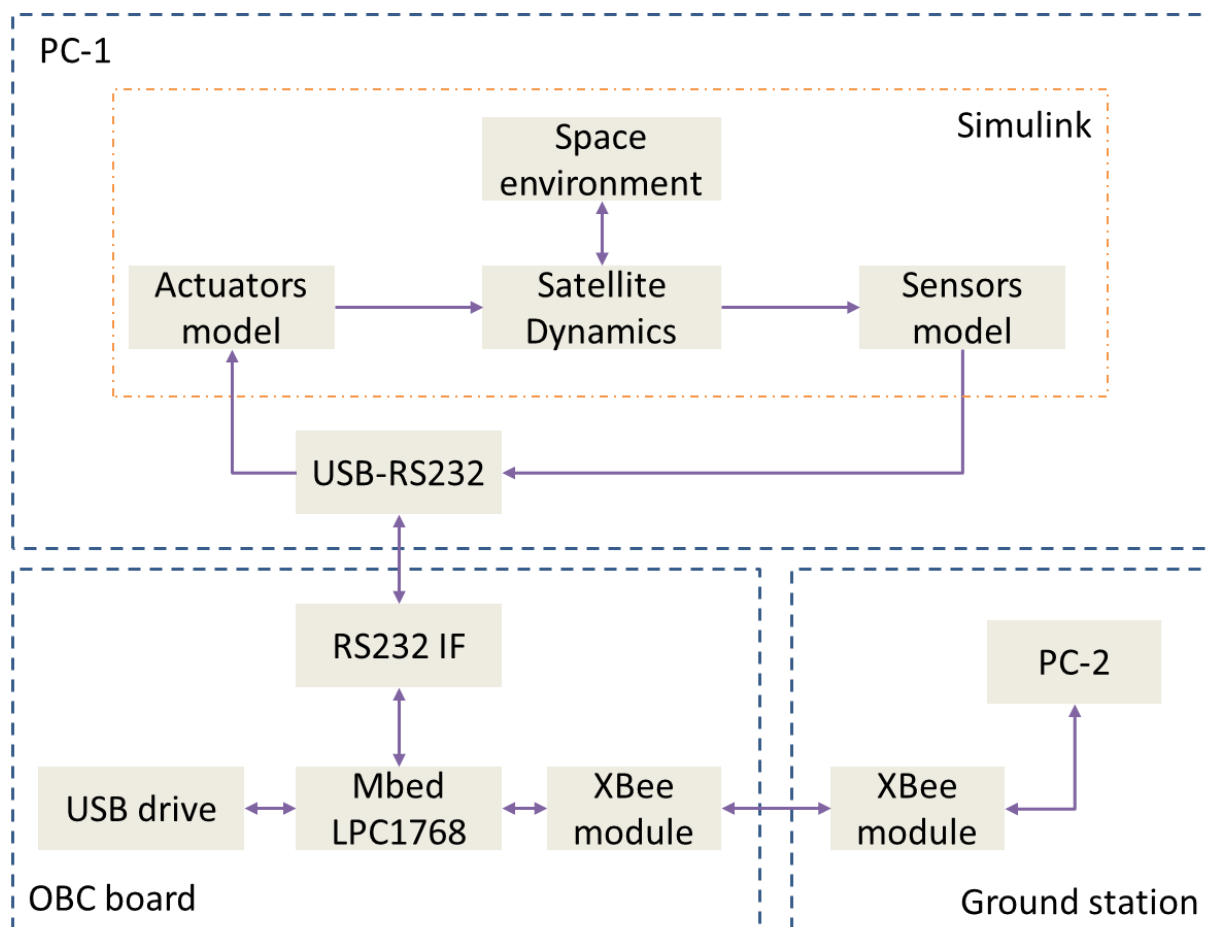 PC-1
Simulink
Space
environment
Actuators
model
Satellite
Dynamics
Sensors
model
USB-RS232
RS232 IF
PC-2
USB drive
Mbed
LPC1768
XBee
module
XBee
module
OBC board
Ground station